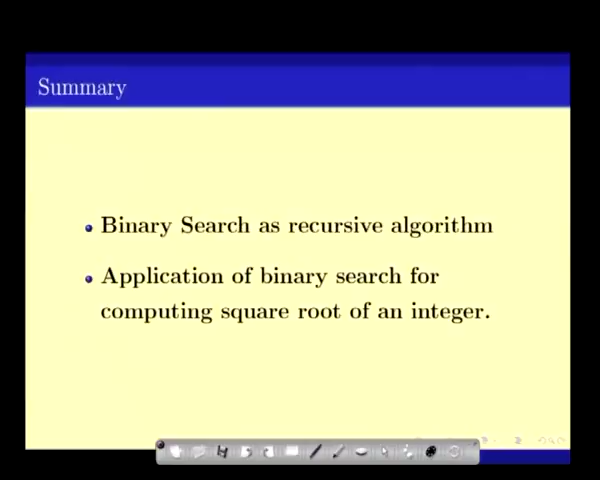 Summary
Binary Search as recursive algorithm
Application of binary search for
computing square root of an integer.